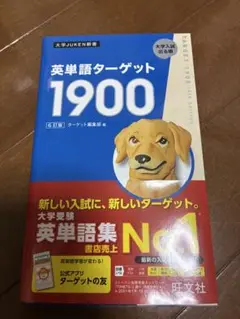 大学JUKEN新書
大学入試
出る順
英単語ターゲット
1900
6訂版
ターゲット編集部 編
新しい入試に、新しいターゲット。
大学受験
英単語集
書店売上
No.1
公式アプリ
ターゲットの友
旺文社